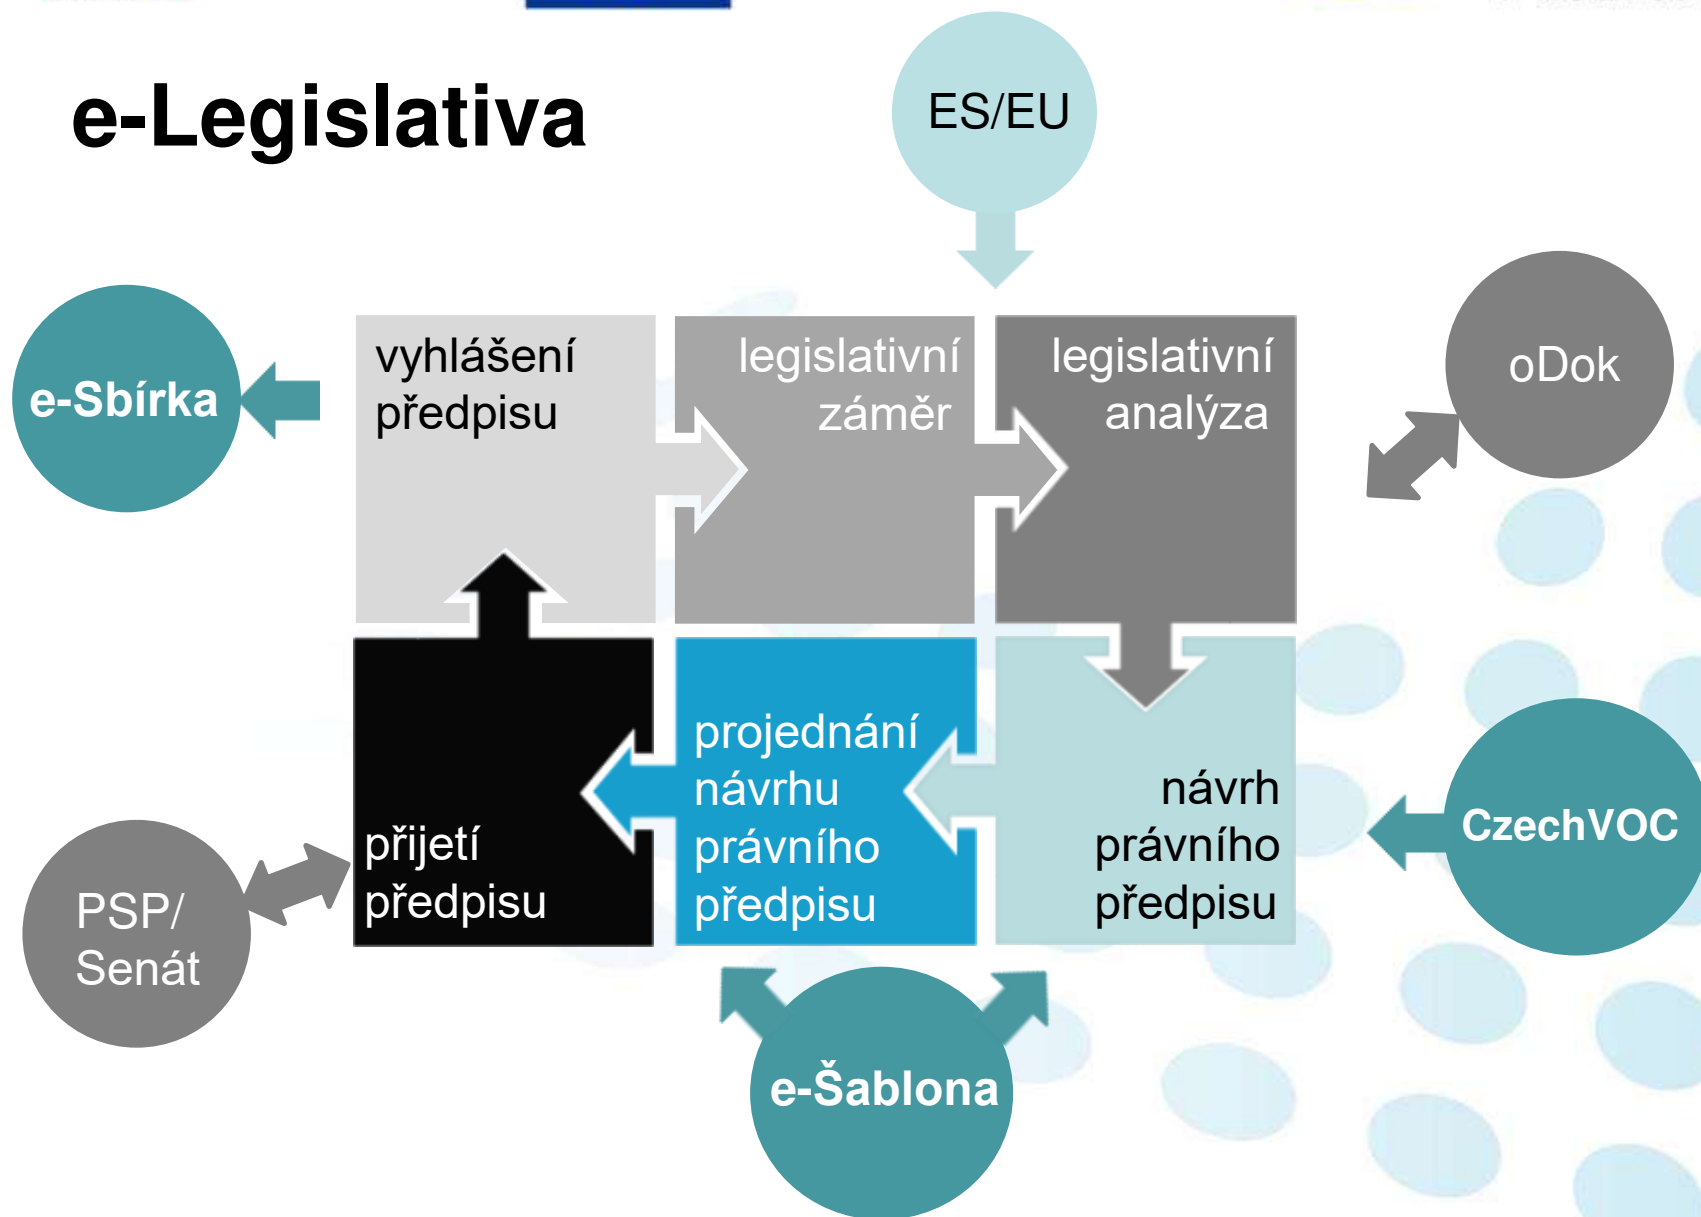 e-Legislativa
ES/EU
e-Sbírka
vyhlášení
předpisu
legislativní
záměr
legislativní
analýza
oDok
přijetí
předpisu
projednání
návrhu
právního
předpisu
návrh
právního
předpisu
CzechVOC
PSP/
Senát
e-Šablona